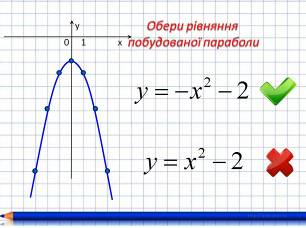 Обери рівняння
побудованої параболи
y
0 1 x
y = −x² − 2
y = x² − 2